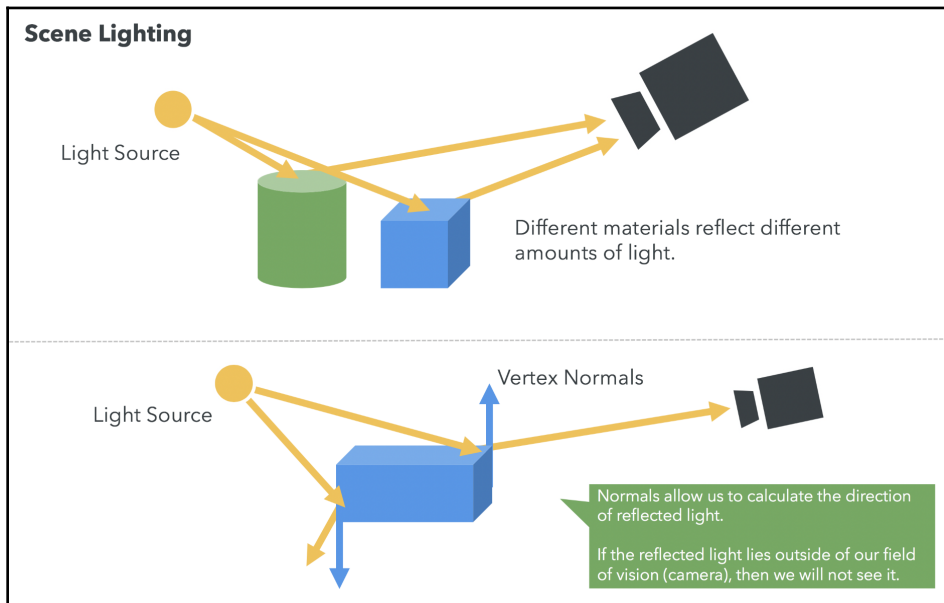 Scene Lighting
Light Source
Different materials reflect different
amounts of light.
Vertex Normals
Light Source
Normals allow us to calculate the direction
of reflected light.
If the reflected light lies outside of our field
of vision (camera), then we will not see it.